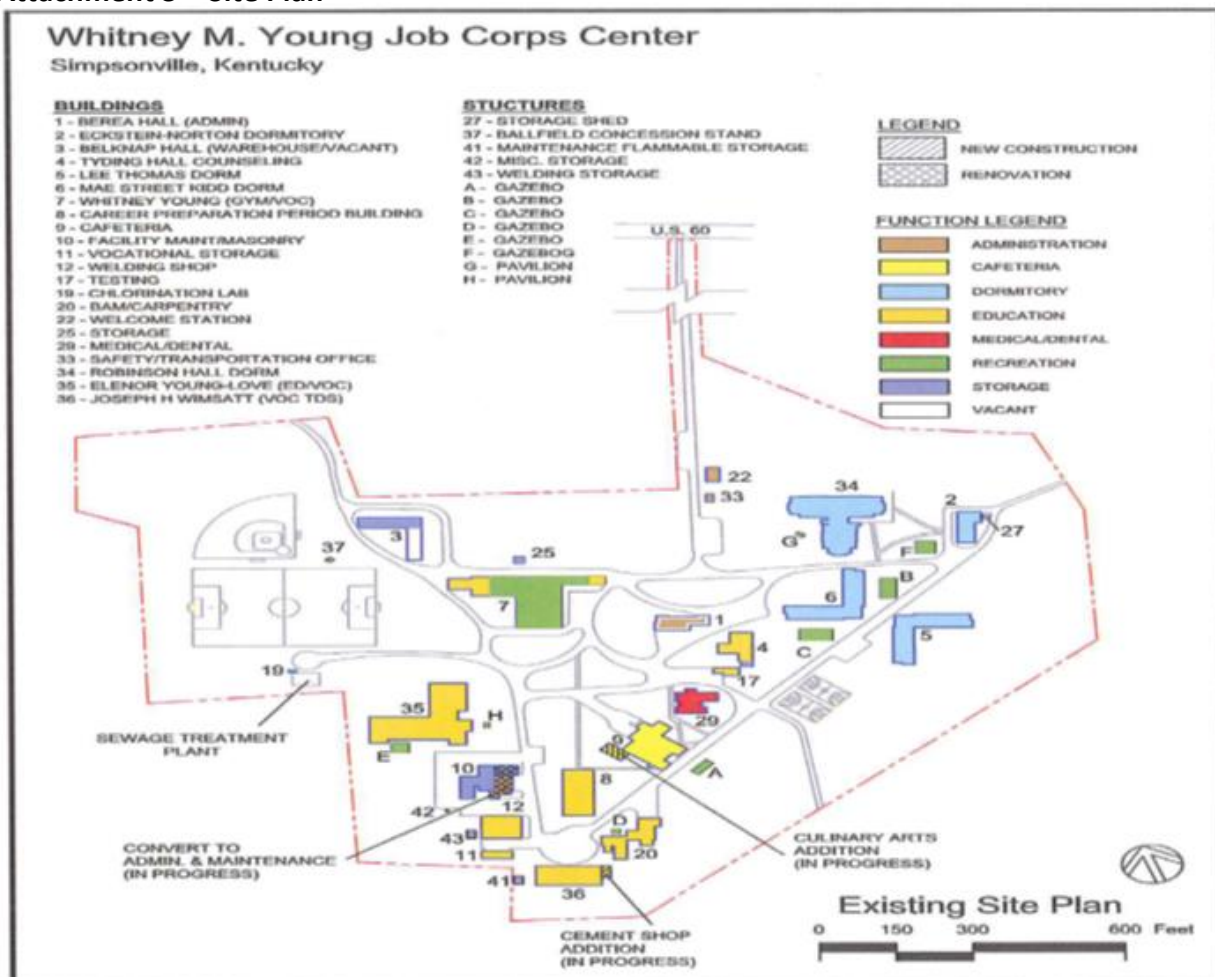 Attachment 3 – Site Plan
Whitney M. Young Job Corps Center
Simpsonville, Kentucky
BUILDINGS
1 - BEREA HALL (ADMIN)
2 - ECKSTEIN-NORTON DORMITORY
3 - BELKNAP HALL (WAREHOUSE/VACANT)
4 - TYDING HALL COUNSELING
5 - LEE THOMAS DORM
6 - MAE STREET KIDD DORM
7 - WHITNEY YOUNG (GYM/VOC)
8 - CAREER PREPARATION PERIOD BUILDING
9 - CAFETERIA
10 - FACILITY MAINT/MASONRY
11 - VOCATIONAL STORAGE
12 - WELDING SHOP
17 - TESTING
19 - CHLORINATION LAB
20 - BAM/CARPENTRY
22 - WELCOME STATION
25 - STORAGE
29 - MEDICAL/DENTAL
33 - SAFETY/TRANSPORTATION OFFICE
34 - ROBINSON HALL DORM
35 - ELENOR YOUNG-LOVE (ED/VOC)
36 - JOSEPH H WIMSATT (VOC TDS)
STUCTURES
27 - STORAGE SHED
37 - BALLFIELD CONCESSION STAND
41 - MAINTENANCE FLAMMABLE STORAGE
42 - MISC. STORAGE
43 - WELDING STORAGE
A - GAZEBO
B - GAZEBO
C - GAZEBO
D - GAZEBO
E - GAZEBO
F - GAZEBOG
G - PAVILION
H - PAVILION
LEGEND
NEW CONSTRUCTION
RENOVATION
FUNCTION LEGEND
ADMINISTRATION
CAFETERIA
DORMITORY
EDUCATION
MEDICAL/DENTAL
RECREATION
STORAGE
VACANT
U.S. 60
22
33
34
2
27
G
F
37
3
25
B
7
6
1
4
5
C
17
19
29
35
H
9
SEWAGE TREATMENT
PLANT
E
10
8
A
12
42
D
43
20
11
41
36
CONVERT TO
ADMIN. & MAINTENANCE
(IN PROGRESS)
CULINARY ARTS
ADDITION
(IN PROGRESS)
CEMENT SHOP
ADDITION
(IN PROGRESS)
Existing Site Plan
0 150 300 600 Feet